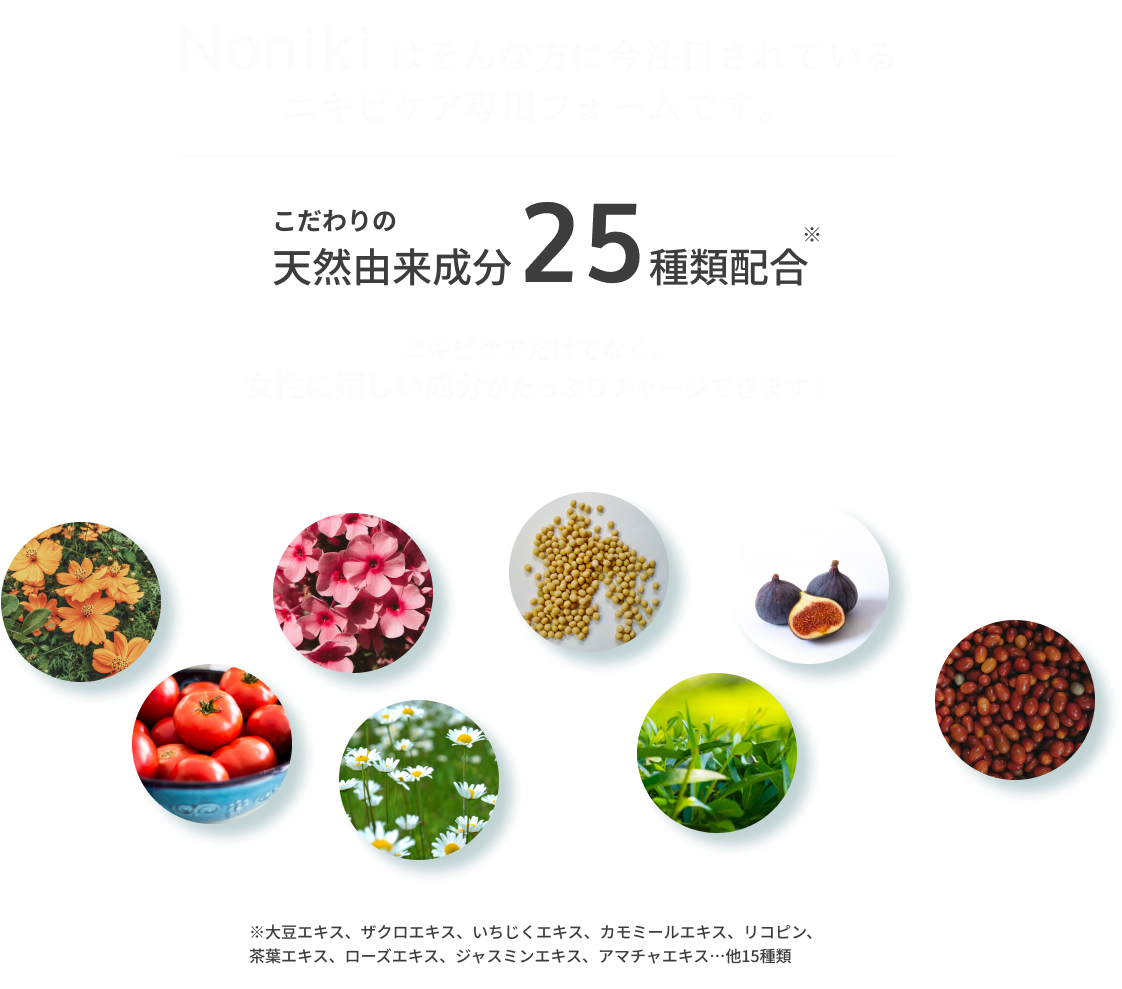 Noniki はそんな方に今注目されている
ニキビケア専用フォームです。
こだわりの
天然由来成分25種類配合※
ニキビケアだけでなく、
女性に嬉しい成分がたっぷりチャージできます！
※大豆エキス、ザクロエキス、いちじくエキス、カモミールエキス、リコピン、
茶葉エキス、ローズエキス、ジャスミンエキス、アマチャエキス…他15種類